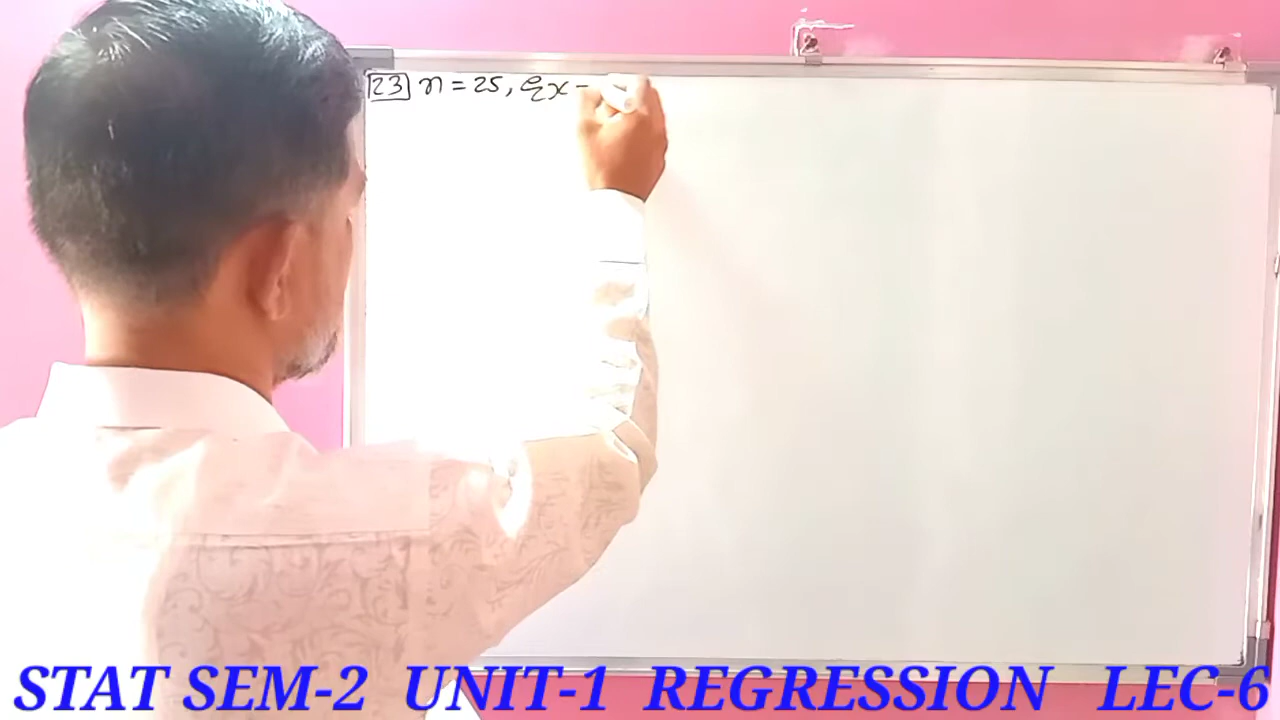 23 n = 25, Σx -
STAT SEM-2 UNIT-1 REGRESSION LEC-6